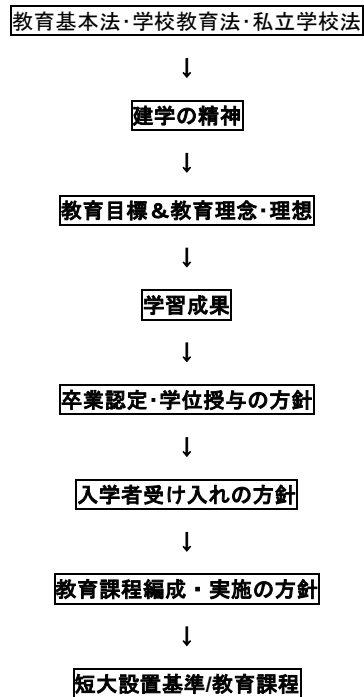 教育基本法･学校教育法･私立学校法
↓
建学の精神
↓
教育目標＆教育理念･理想
↓
学習成果
↓
卒業認定･学位授与の方針
↓
入学者受け入れの方針
↓
教育課程編成・実施の方針
↓
短大設置基準/教育課程